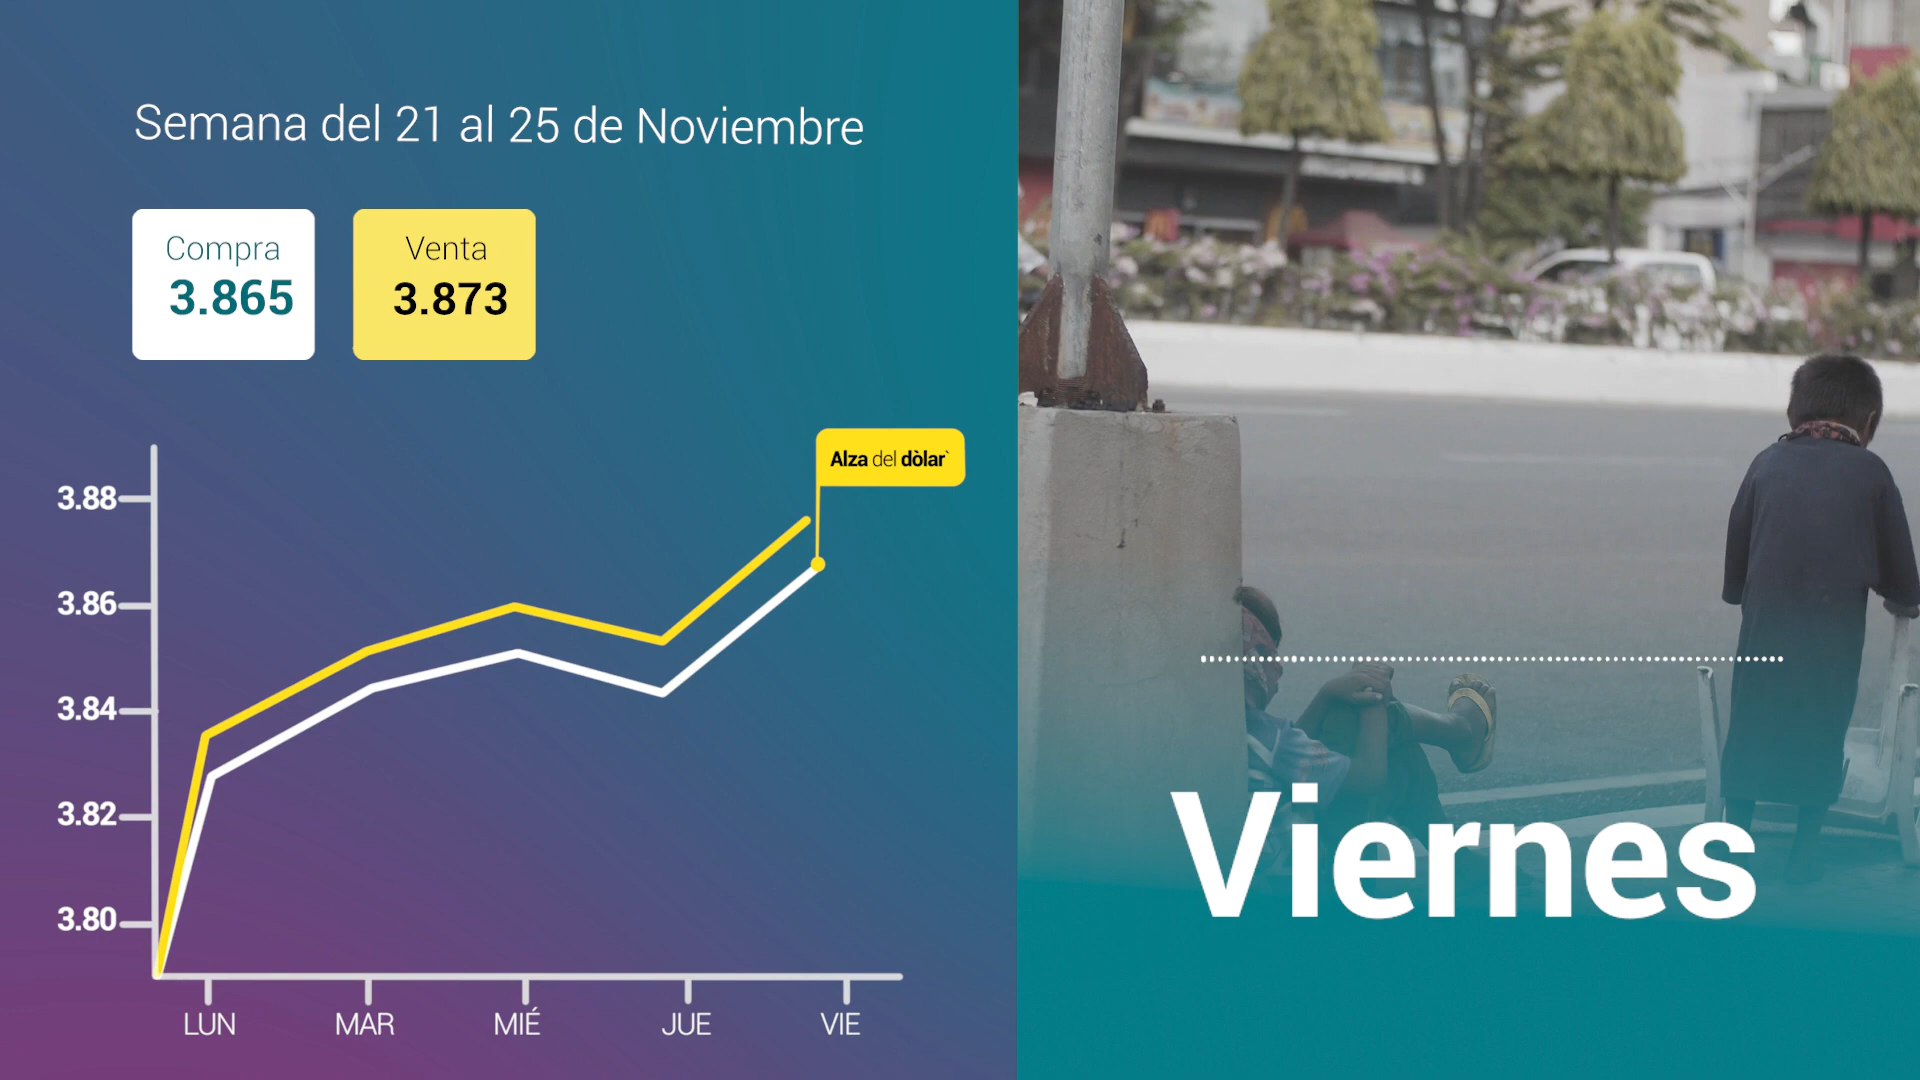 Semana del 21 al 25 de Noviembre
Compra
3.865
Venta
3.873
Alza del dòlar`
3.88
3.86
3.84
3.82
3.80
LUN MAR MIÉ JUE VIE
Viernes